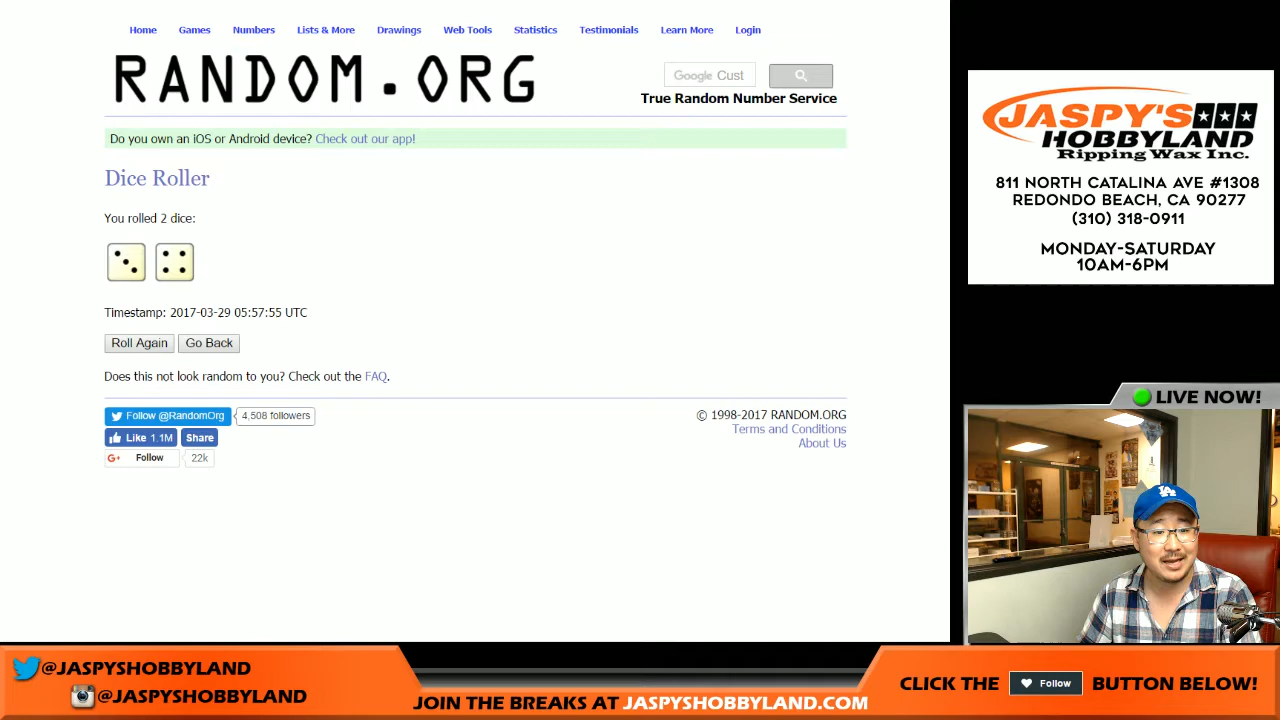 Home Games Numbers Lists & More Drawings Web Tools Statistics Testimonials Learn More Login
RANDOM.ORG
Google Cust
True Random Number Service
Do you own an iOS or Android device? Check out our app!
Dice Roller
You rolled 2 dice:
Timestamp: 2017-03-29 05:57:55 UTC
Roll Again Go Back
Does this not look random to you? Check out the FAQ.
Follow @RandomOrg 4,508 followers
Like 1.1M Share
G+ Follow 22k
© 1998-2017 RANDOM.ORG
Terms and Conditions
About Us
JASPY'S
HOBBYLAND
Ripping Wax Inc.
811 NORTH CATALINA AVE #1308
REDONDO BEACH, CA 90277
(310) 318-0911
MONDAY-SATURDAY
10AM-6PM
LIVE NOW!
LA
@JASPYSHOBBYLAND
@JASPYSHOBBYLAND
JOIN THE BREAKS AT JASPYSHOBBYLAND.COM
CLICK THE Follow BUTTON BELOW!